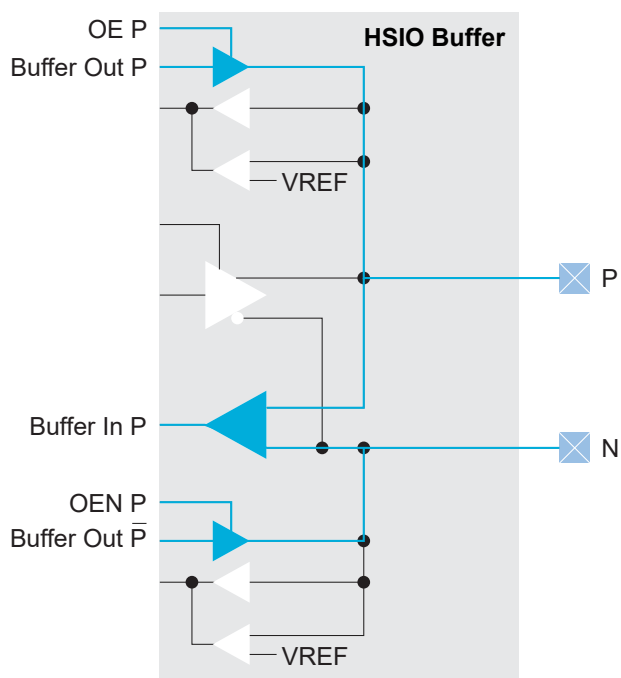 OE P
HSIO Buffer
Buffer Out P
VREF
P
Buffer In P
N
OEN P
Buffer Out P̅
VREF